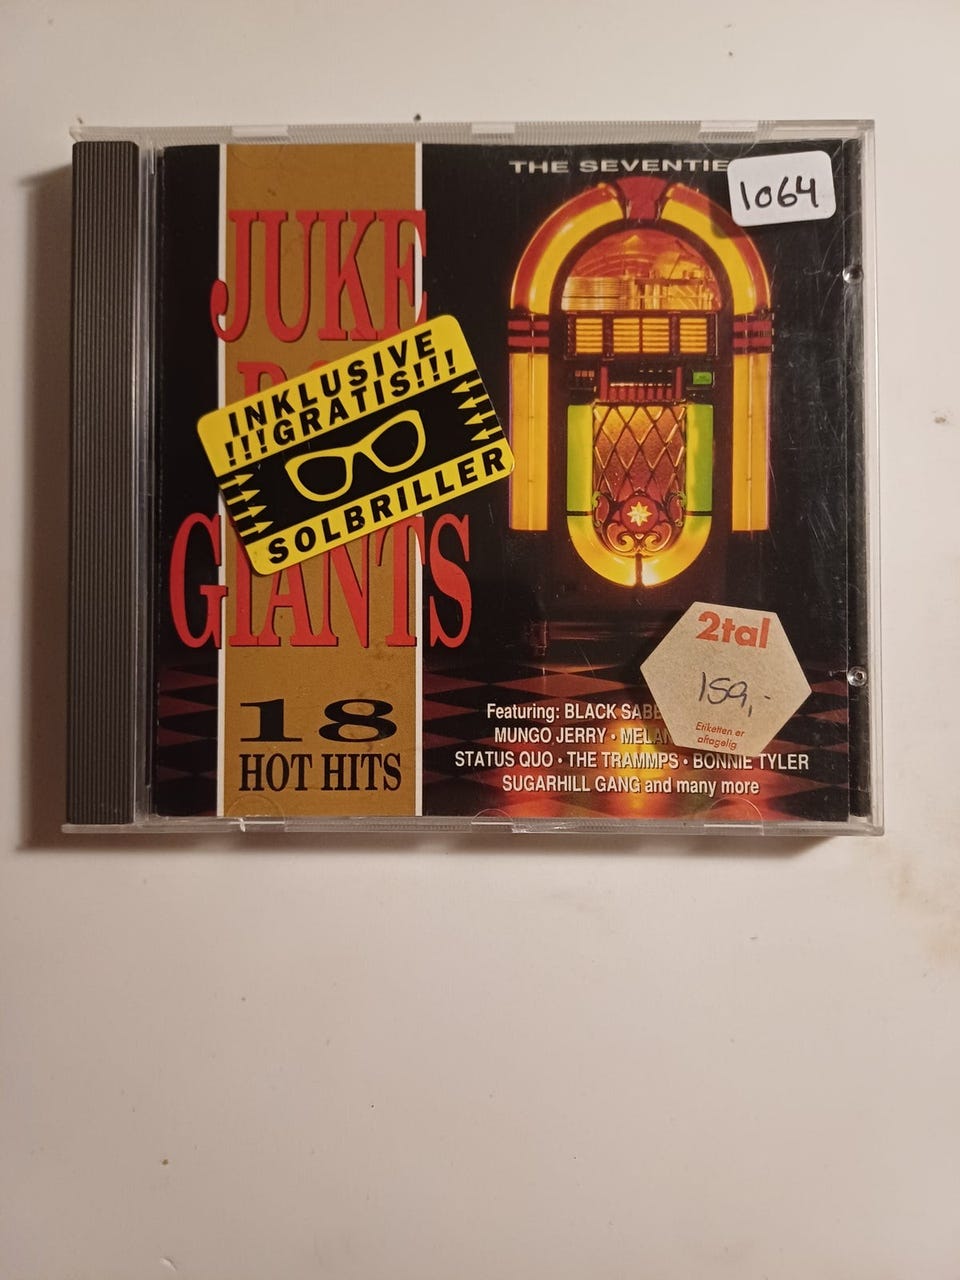 THE SEVENTIE
1064
JUKE
INKLUSIVE
!!!GRATIS!!!
SOLBRILLER
GIANTS
18
HOT HITS
2tal
159,-
Etiketten er
aftagelig
Featuring: BLACK SABB
MUNGO JERRY • MELAN
STATUS QUO • THE TRAMMPS • BONNIE TYLER
SUGARHILL GANG and many more